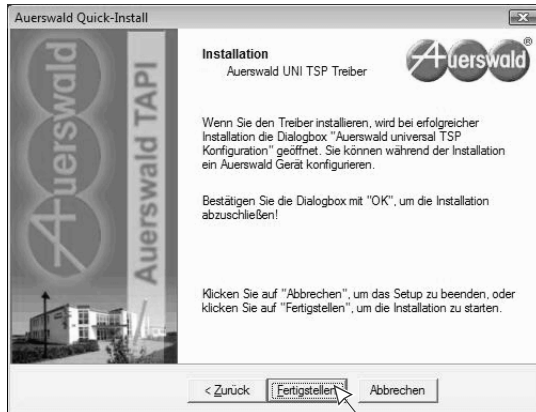 Auerswald Quick-Install
Auerswald
Auerswald TAPI
Installation
Auerswald UNI TSP Treiber
Auerswald®
Wenn Sie den Treiber installieren, wird bei erfolgreicher
Installation die Dialogbox "Auerswald universal TSP
Konfiguration" geöffnet. Sie können während der Installation
ein Auerswald Gerät konfigurieren.
Bestätigen Sie die Dialogbox mit "OK", um die Installation
abzuschließen!
Klicken Sie auf "Abbrechen", um das Setup zu beenden, oder
klicken Sie auf "Fertigstellen", um die Installation zu starten.
< Zurück
Fertigstellen
Abbrechen